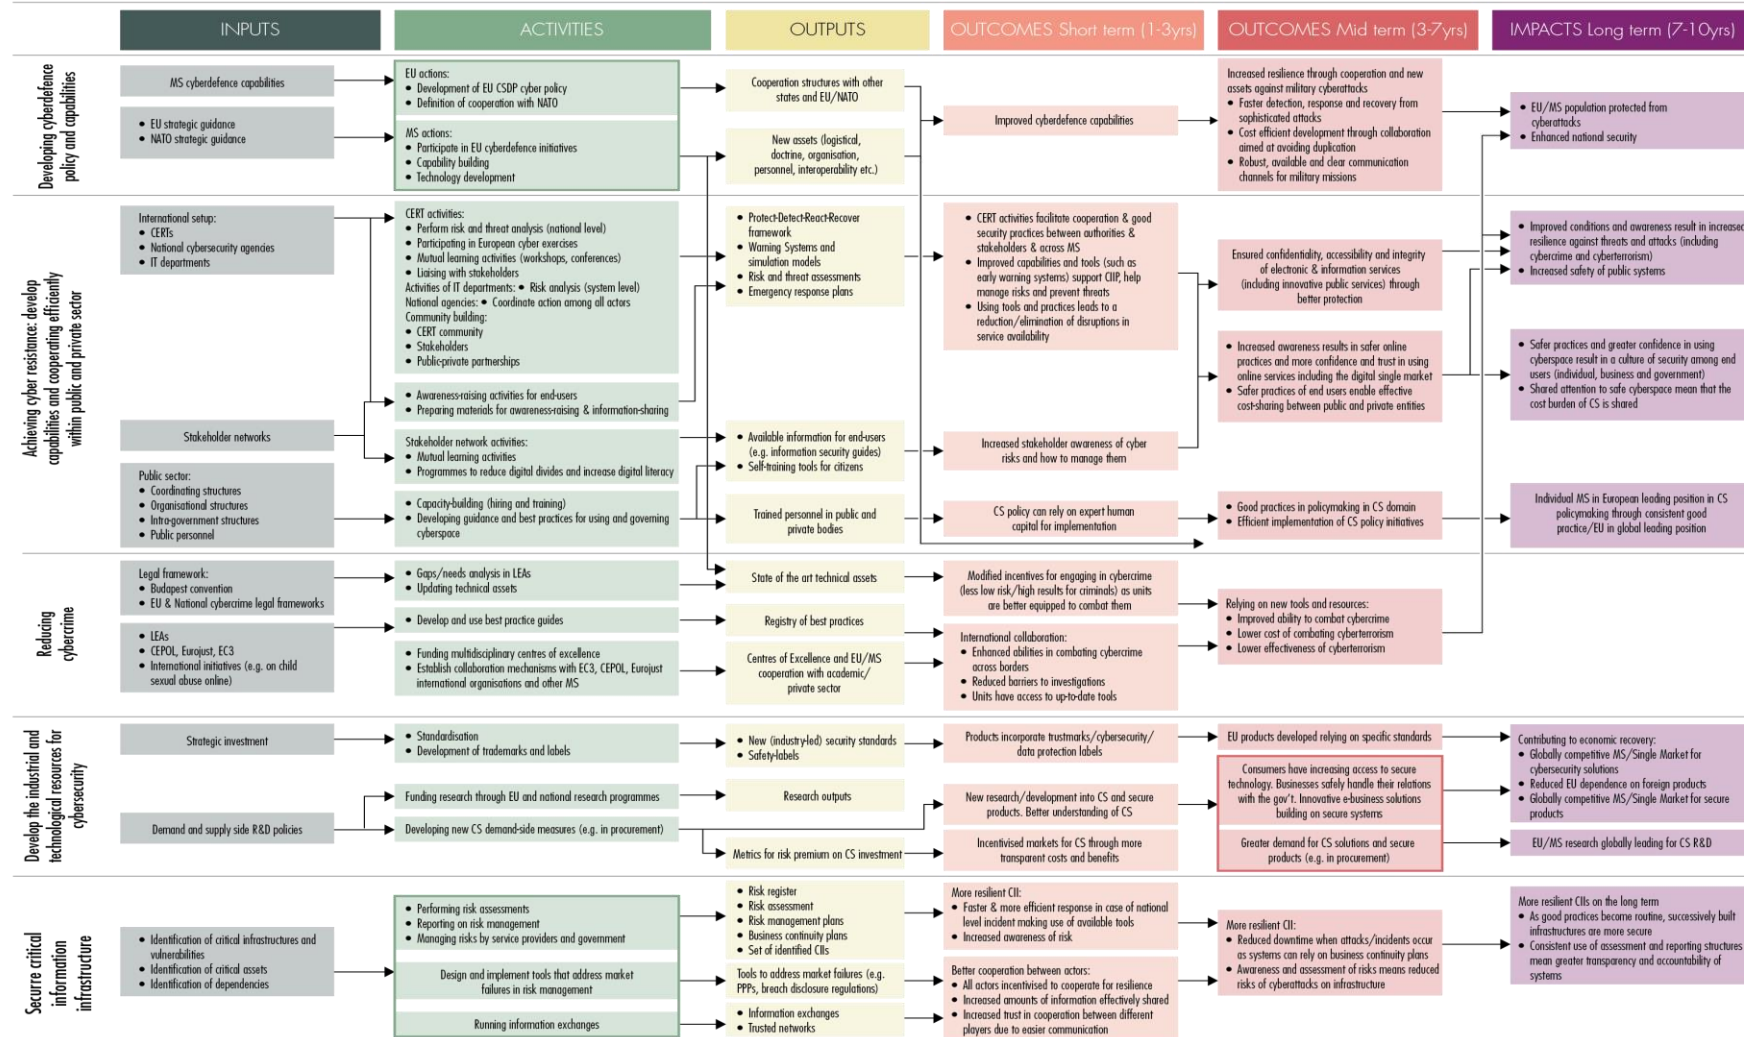 INPUTS
ACTIVITIES
OUTPUTS
OUTCOMES Short term (1-3yrs)
OUTCOMES Mid term (3-7yrs)
IMPACTS Long term (7-10yrs)
Developing cyberdefence
policy and capabilities
MS cyberdefence capabilities
• EU strategic guidance
• NATO strategic guidance
EU actions:
• Development of EU CSDP cyber policy
• Definition of cooperation with NATO
MS actions:
• Participate in EU cyberdefence initiatives
• Capability building
• Technology development
Cooperation structures with other
states and EU/NATO
New assets (logistical,
doctrine, organisation,
personnel, interoperability etc.)
Improved cyberdefence capabilities
Increased resilience through cooperation and new
assets against military cyberattacks
• Faster detection, response and recovery from
sophisticated attacks
• Cost efficient development through collaboration
aimed at avoiding duplication
• Robust, available and clear communication
channels for military missions
• EU/MS population protected from
cyberattacks
• Enhanced national security
Achieving cyber resistance: develop
capabilities and cooperating efficiently
within public and private sector
International setup:
• CERTs
• National cybersecurity agencies
• IT departments
Stakeholder networks
Public sector:
• Coordinating structures
• Organisational structures
• Intra-government structures
• Public personnel
CERT activities:
• Perform risk and threat analysis (national level)
• Participating in European cyber exercises
• Mutual learning activities (workshops, conferences)
• Liaising with stakeholders
Activities of IT departments: • Risk analysis (system level)
National agencies: • Coordinate action among all actors
Community building:
• CERT community
• Stakeholders
• Public-private partnerships
• Awareness-raising activities for end-users
• Preparing materials for awareness-raising & information-sharing
Stakeholder network activities:
• Mutual learning activities
• Programmes to reduce digital divides and increase digital literacy
• Capacity-building (hiring and training)
• Developing guidance and best practices for using and governing
cyberspace
• Protect-Detect-React-Recover
framework
• Warning Systems and
simulation models
• Risk and threat assessments
• Emergency response plans
• Available information for end-users
(e.g. information security guides)
• Self-training tools for citizens
Trained personnel in public and
private bodies
• CERT activities facilitate cooperation & good
security practices between authorities &
stakeholders & across MS
• Improved capabilities and tools (such as
early warning systems) support CIIP, help
manage risks and prevent threats
• Using tools and practices leads to a
reduction/elimination of disruptions in
service availability
Increased stakeholder awareness of cyber
risks and how to manage them
CS policy can rely on expert human
capital for implementation
Ensured confidentiality, accessibility and integrity
of electronic & information services
(including innovative public services) through
better protection
• Increased awareness results in safer online
practices and more confidence and trust in using
online services including the digital single market
• Safer practices of end users enable effective
cost-sharing between public and private entities
• Good practices in policymaking in CS domain
• Efficient implementation of CS policy initiatives
• Improved conditions and awareness result in increased
resilience against threats and attacks (including
cybercrime and cyberterrorism)
• Increased safety of public systems
• Safer practices and greater confidence in using
cyberspace result in a culture of security among end
users (individual, business and government)
• Shared attention to safe cyberspace mean that the
cost burden of CS is shared
Individual MS in European leading position in CS
policymaking through consistent good
practice/EU in global leading position
Reducing
cybercrime
Legal framework:
• Budapest convention
• EU & National cybercrime legal frameworks
• LEAs
• CEPOL, Eurojust, EC3
• International initiatives (e.g. on child
sexual abuse online)
• Gaps/needs analysis in LEAs
• Updating technical assets
• Develop and use best practice guides
• Funding multidisciplinary centres of excellence
• Establish collaboration mechanisms with EC3, CEPOL, Eurojust
international organisations and other MS
State of the art technical assets
Registry of best practices
Centres of Excellence and EU/MS
cooperation with academic/
private sector
Modified incentives for engaging in cybercrime
(less low risk/high results for criminals) as units
are better equipped to combat them
International collaboration:
• Enhanced abilities in combating cybercrime
across borders
• Reduced barriers to investigations
• Units have access to up-to-date tools
Relying on new tools and resources:
• Improved ability to combat cybercrime
• Lower cost of combating cyberterrorism
• Lower effectiveness of cyberterrorism
Develop the industrial and
technological resources for
cybersecurity
Strategic investment
Demand and supply side R&D policies
• Standardisation
• Development of trademarks and labels
Funding research through EU and national research programmes
Developing new CS demand-side measures (e.g. in procurement)
• New (industry-led) security standards
• Safety-labels
Research outputs
Metrics for risk premium on CS investment
Products incorporate trustmarks/cybersecurity/
data protection labels
New research/development into CS and secure
products. Better understanding of CS
Incentivised markets for CS through more
transparent costs and benefits
EU products developed relying on specific standards
Consumers have increasing access to secure
technology. Businesses safely handle their relations
with the gov't. Innovative e-business solutions
building on secure systems
Greater demand for CS solutions and secure
products (e.g. in procurement)
Contributing to economic recovery:
• Globally competitive MS/Single Market for
cybersecurity solutions
• Reduced EU dependence on foreign products
• Globally competitive MS/Single Market for secure
products
EU/MS research globally leading for CS R&D
Securre critical
information
infrastructure
• Identification of critical infrastructures and
vulnerabilities
• Identification of critical assets
• Identification of dependencies
• Performing risk assessments
• Reporting on risk management
• Managing risks by service providers and government
Design and implement tools that address market
failures in risk management
Running information exchanges
• Risk register
• Risk assessment
• Risk management plans
• Business continuity plans
• Set of identified CIIs
Tools to address market failures (e.g.
PPPs, breach disclosure regulations)
• Information exchanges
• Trusted networks
More resilient CII:
• Faster & more efficient response in case of national
level incident making use of available tools
• Increased awareness of risk
Better cooperation between actors:
• All actors incentivised to cooperate for resilience
• Increased amounts of information effectively shared
• Increased trust in cooperation between different
players due to easier communication
More resilient CII:
• Reduced downtime when attacks/incidents occur
as systems can rely on business continuity plans
• Awareness and assessment of risks means reduced
risks of cyberattacks on infrastructure
More resilient CIIs on the long term
• As good practices become routine, successively built
infrastructures are more secure
• Consistent use of assessment and reporting structures
mean greater transparency and accountability of
systems